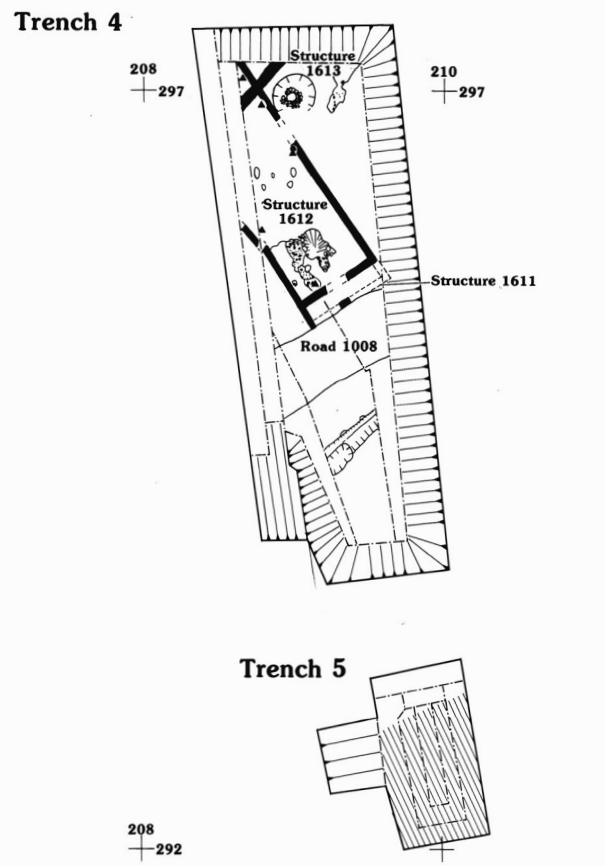 Trench 4
Structure
1613
208
297
210
297
Structure
1612
Structure 1611
Road 1008
Trench 5
208
292